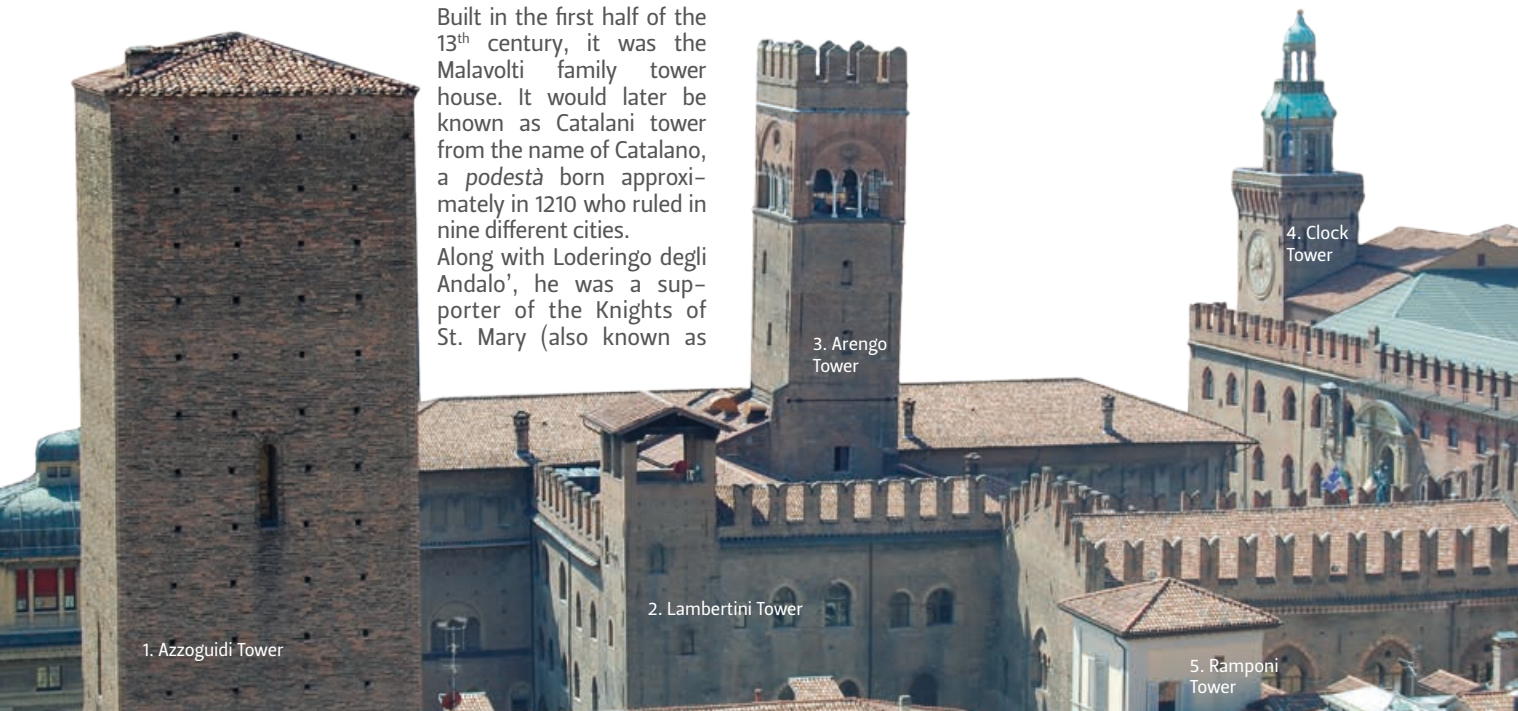 Built in the first half of the
13th century, it was the
Malavolti family tower
house. It would later be
known as Catalani tower
from the name of Catalano,
a podestà born approxi-
mately in 1210 who ruled in
nine different cities.
Along with Loderingo degli
Andalo’, he was a sup-
porter of the Knights of
St. Mary (also known as
1. Azzoguidi Tower
2. Lambertini Tower
3. Arengo
Tower
4. Clock
Tower
5. Ramponi
Tower